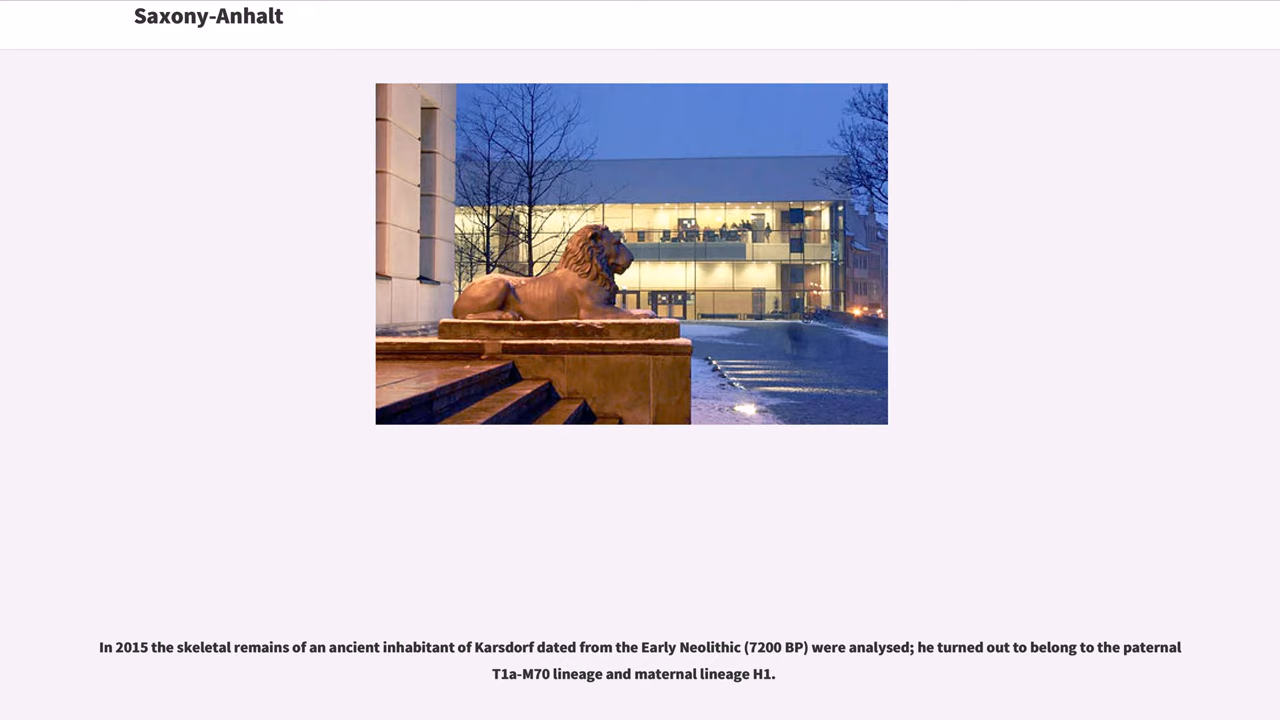 Saxony-Anhalt
In 2015 the skeletal remains of an ancient inhabitant of Karsdorf dated from the Early Neolithic (7200 BP) were analysed; he turned out to belong to the paternal
T1a-M70 lineage and maternal lineage H1.